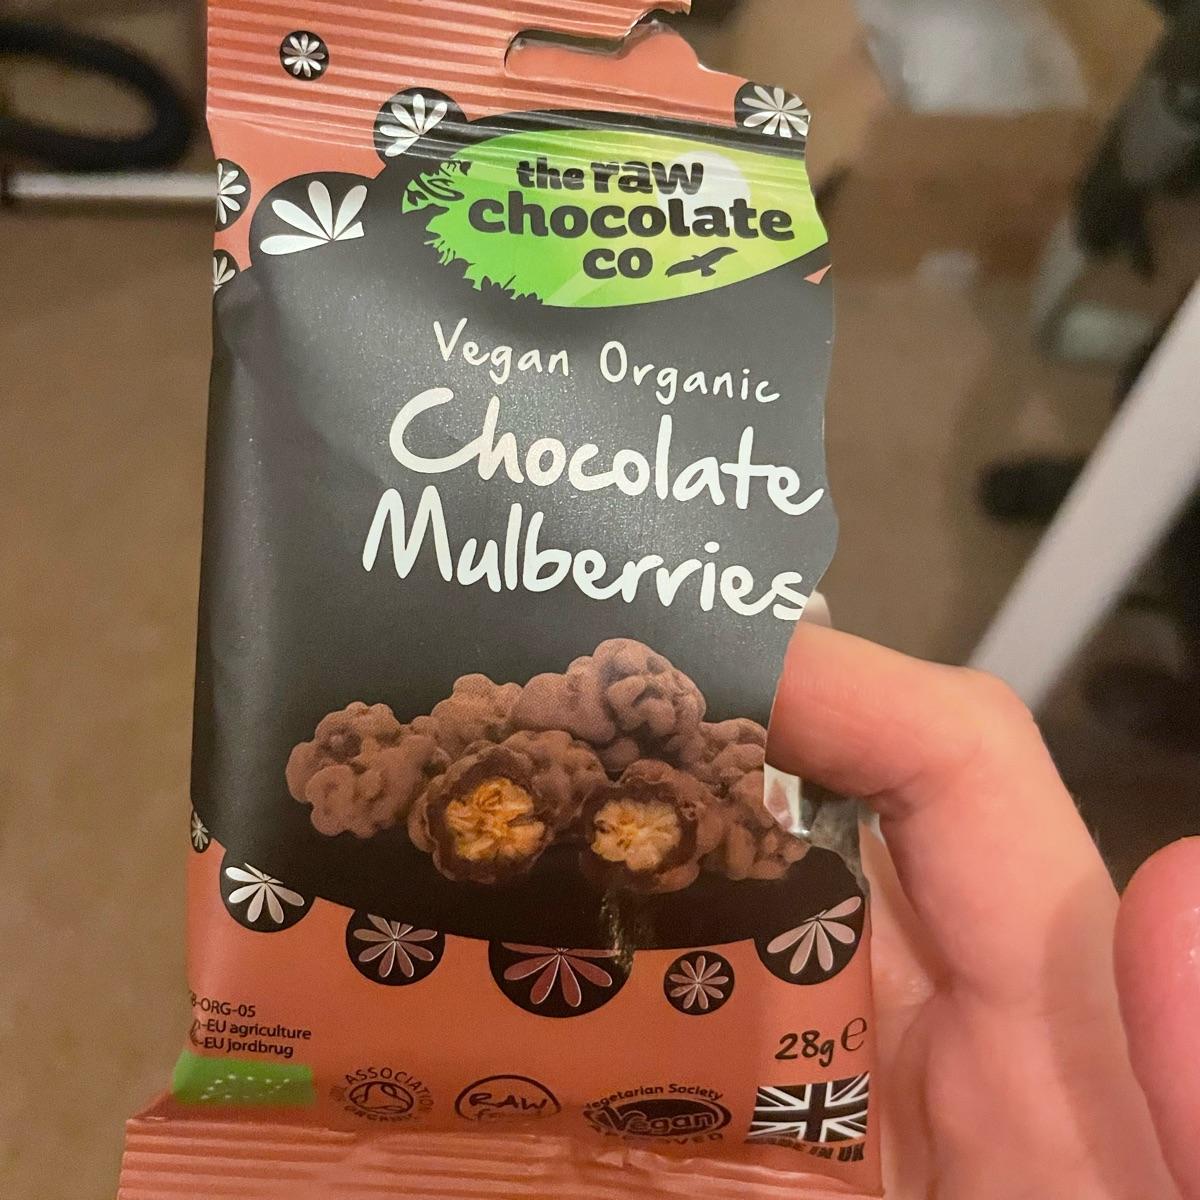 the raw
chocolate
co
Vegan Organic
Chocolate
Mulberries
B-ORG-05
-EU agriculture
-EU jordbrug
28g e
ASSOCIATION
ORGANIC
RAW
Vegetarian Society
Vegan
APPROVED
MADE IN UK